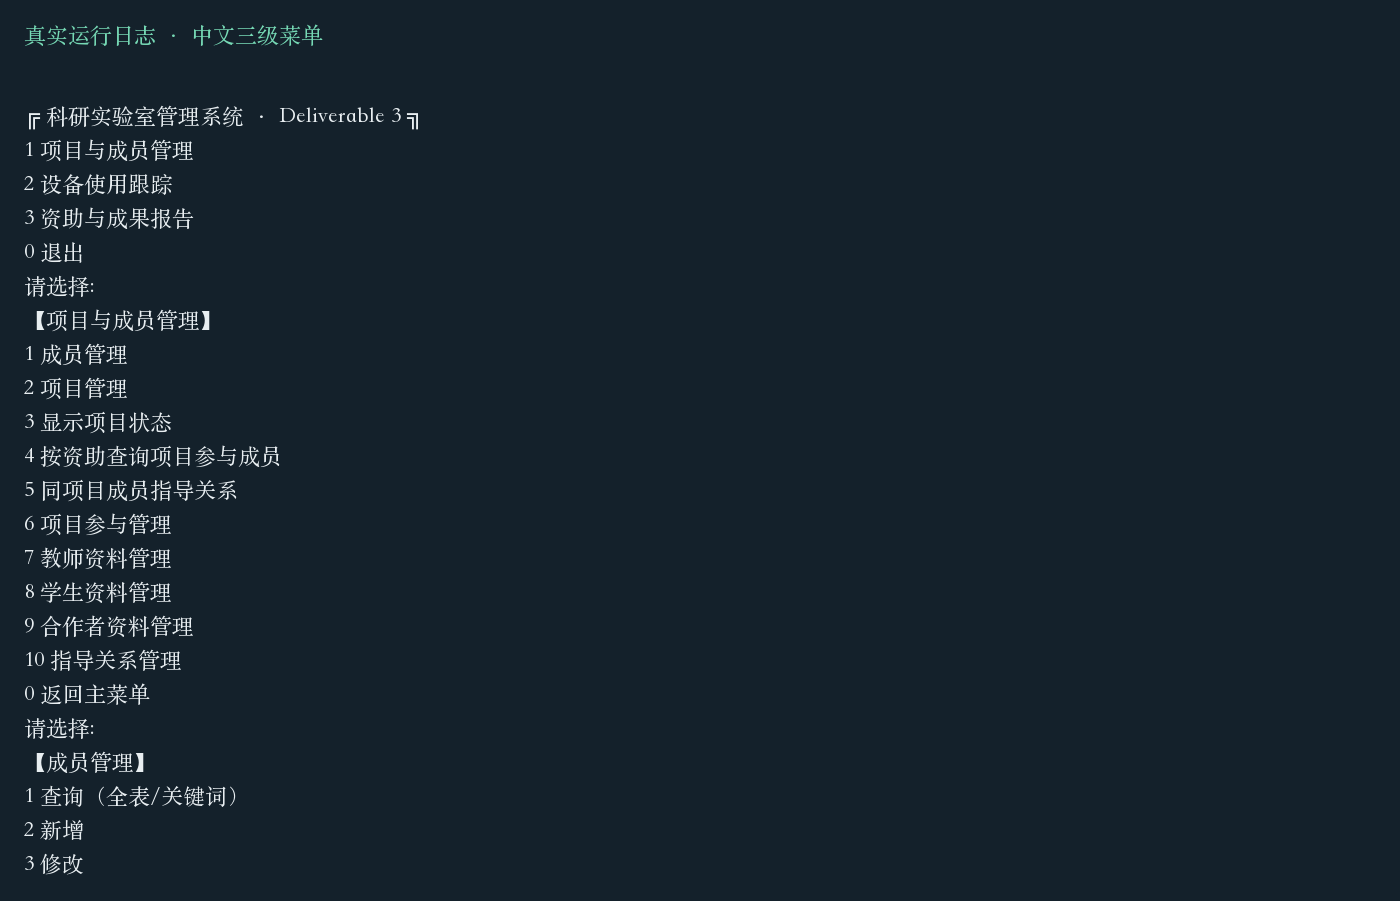 真实运行日志 · 中文三级菜单
╔ 科研实验室管理系统 · Deliverable 3 ╗
1 项目与成员管理
2 设备使用跟踪
3 资助与成果报告
0 退出
请选择:
【项目与成员管理】
1 成员管理
2 项目管理
3 显示项目状态
4 按资助查询项目参与成员
5 同项目成员指导关系
6 项目参与管理
7 教师资料管理
8 学生资料管理
9 合作者资料管理
10 指导关系管理
0 返回主菜单
请选择:
【成员管理】
1 查询（全表/关键词）
2 新增
3 修改